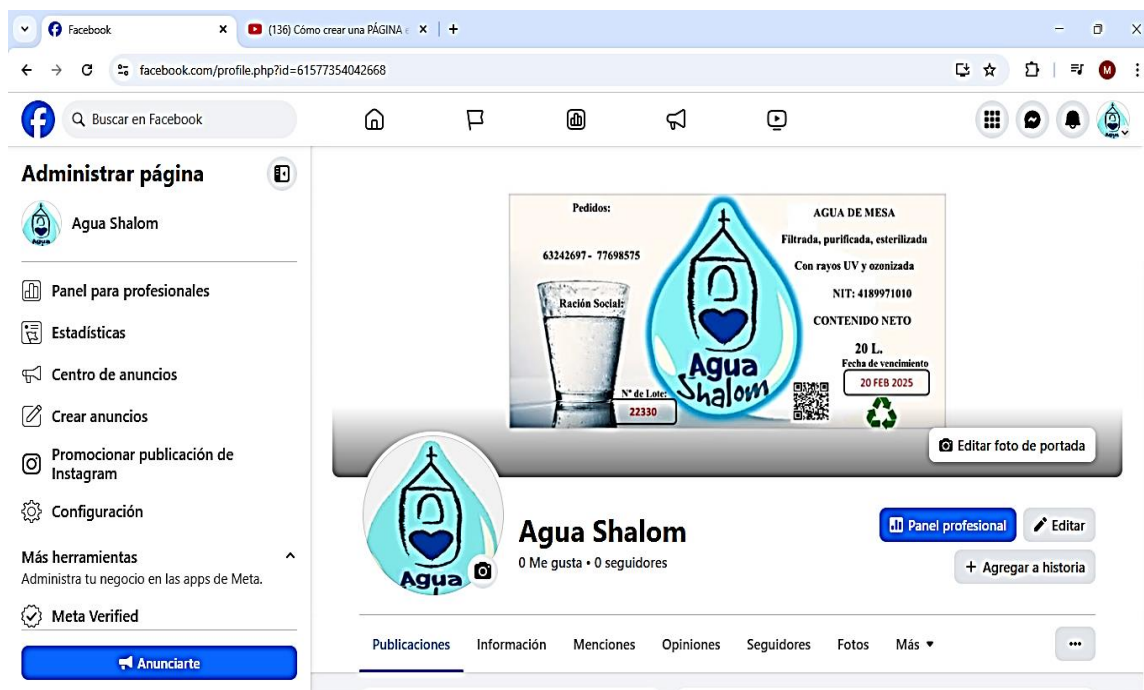 Facebook
(136) Cómo crear una PÁGINA e
facebook.com/profile.php?id=61577354042668
M
Buscar en Facebook
Administrar página
Agua Shalom
Panel para profesionales
Estadísticas
Centro de anuncios
Crear anuncios
Promocionar publicación de
Instagram
Configuración
Más herramientas
Administra tu negocio en las apps de Meta.
Meta Verified
Anunciarte
Pedidos:
63242697- 77698575
Ración Social:
Nº de Lote:
22330
Agua
Shalom
AGUA DE MESA
Filtrada, purificada, esterilizada
Con rayos UV y ozonizada
NIT: 4189971010
CONTENIDO NETO
20 L.
Fecha de vencimiento
20 FEB 2025
Editar foto de portada
Agua
Agua Shalom
0 Me gusta • 0 seguidores
Panel profesional
Editar
+ Agregar a historia
Publicaciones
Información
Menciones
Opiniones
Seguidores
Fotos
Más